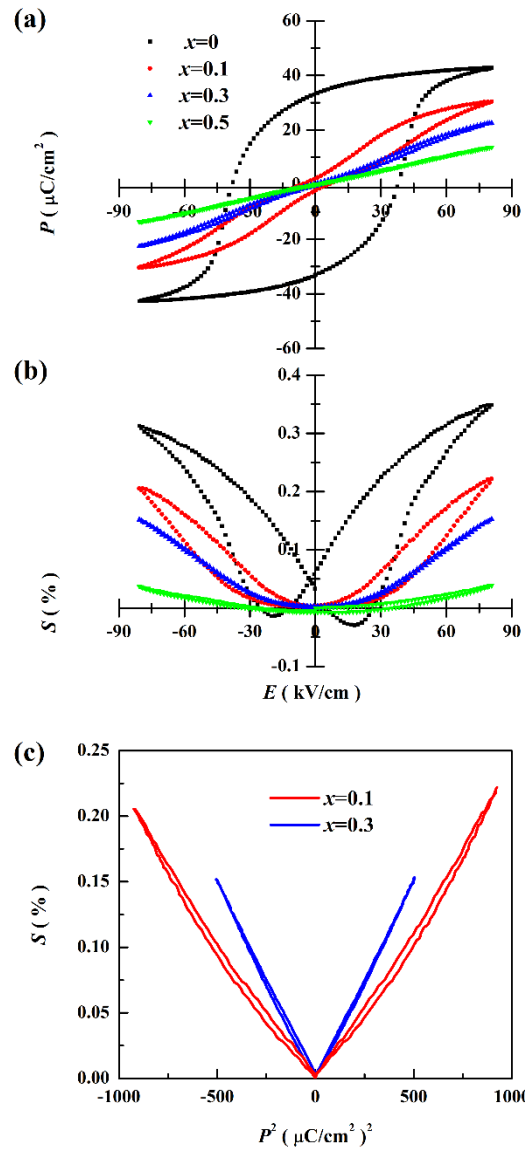 (a)
x=0
x=0.1
x=0.3
x=0.5
P ( μC/cm² )
60
40
20
0
-20
-40
-60
-90 -60 -30 0 30 60 90
(b)
S (%)
0.4
0.3
0.2
0.1
-0.1
-90 -60 -30 0 30 60 90
E ( kV/cm )
(c)
S ( % )
0.25
0.20
0.15
0.10
0.05
0.00
x=0.1
x=0.3
-1000 -500 0 500 1000
P² ( μC/cm² )²